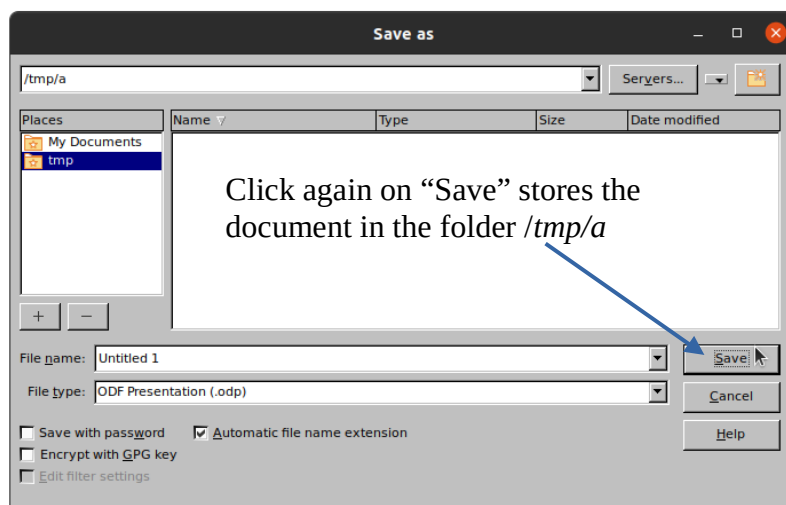 Save as
/tmp/a
Servers...
Places
Name Type Size Date modified
My Documents
tmp
Click again on “Save” stores the
document in the folder /tmp/a
+ −
File name: Untitled 1 Save
File type: ODF Presentation (.odp) Cancel
Save with password Automatic file name extension Help
Encrypt with GPG key
Edit filter settings